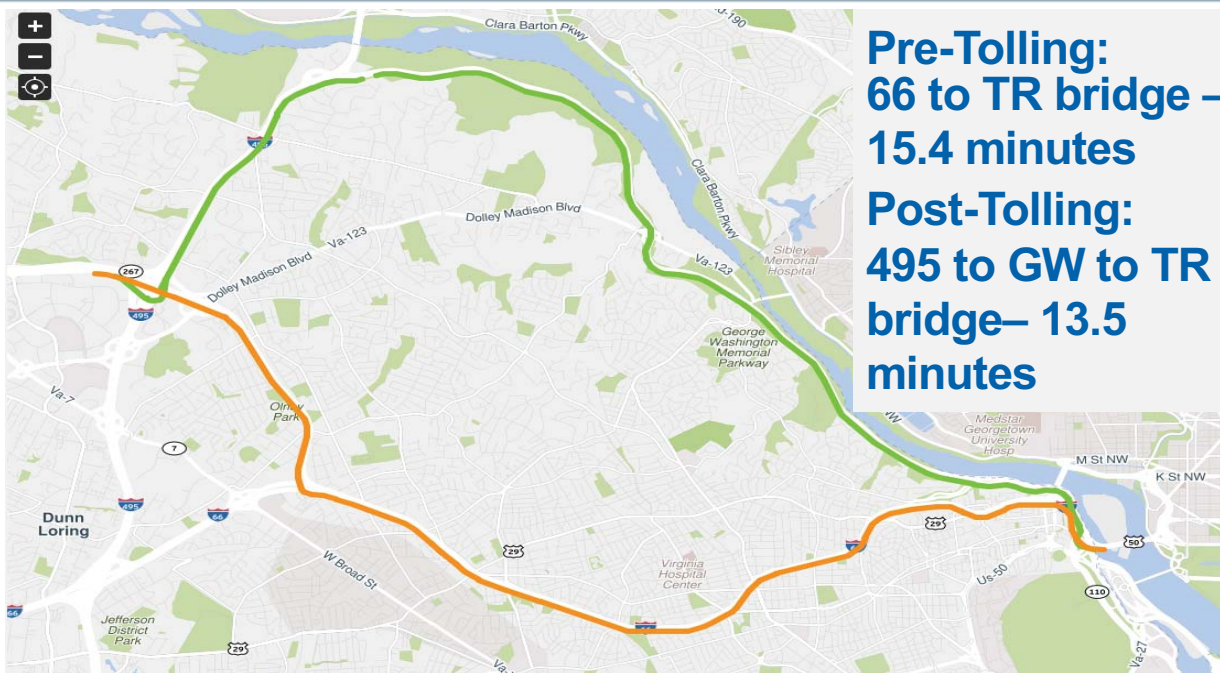 +
−
Clara Barton Pkwy
-190
Pre-Tolling:
66 to TR bridge –
15.4 minutes
Post-Tolling:
495 to GW to TR
bridge– 13.5
minutes
Clara Barton Pkwy
Dolley Madison Blvd
Va-123
Va-123
Sibley
Memorial
Hospital
267
Dolley Madison Blvd
495
George
Washington
Memorial
Parkway
Va-7
Olney
Park
NW
Medstar
Georgetown
University
Hosp
7
M St NW
K St NW
495
66
Dunn
Loring
29
29
50
W Broad St
Virginia
Hospital
Center
Us-50
110
66
Jefferson
District
Park
66
29
Va-
Va-27